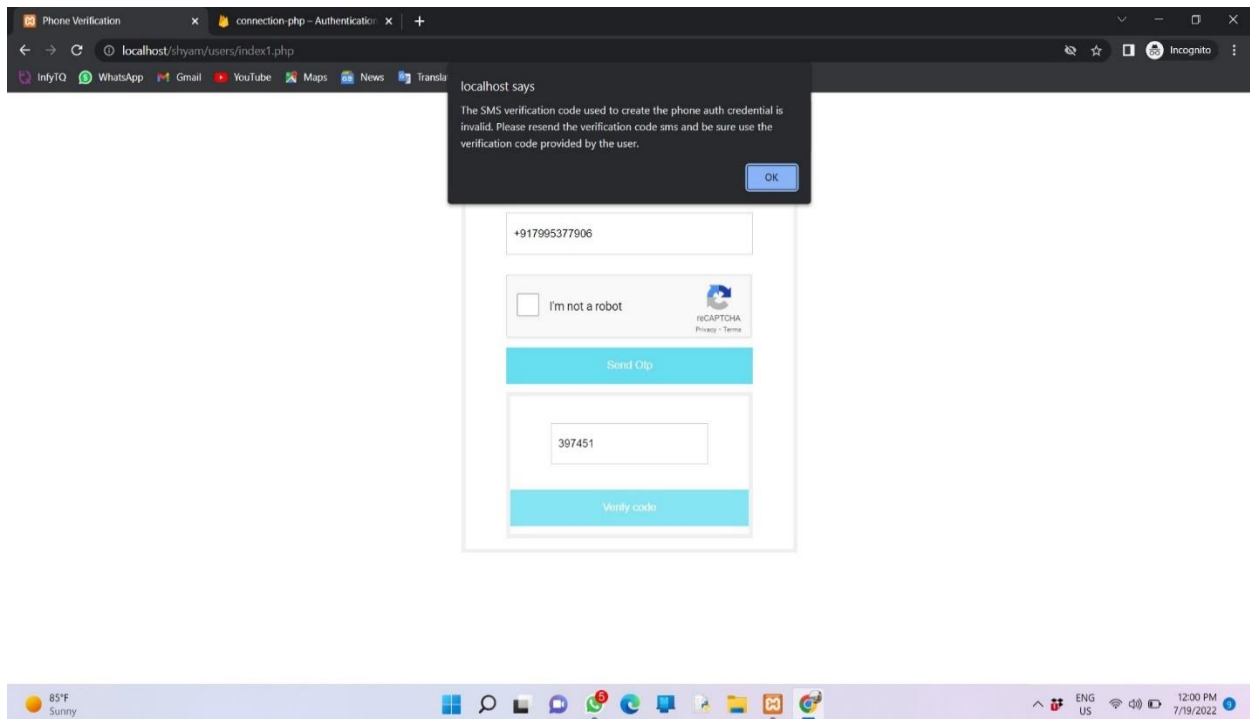 Phone Verification
connection-php – Authentication
localhost/shyam/users/index1.php
Incognito
InfyTQ WhatsApp Gmail YouTube Maps News Transla
localhost says
The SMS verification code used to create the phone auth credential is
invalid. Please resend the verification code sms and be sure use the
verification code provided by the user.
OK
+917995377906
I'm not a robot
reCAPTCHA
Privacy - Terms
Send Otp
397451
Verify code
85°F
Sunny
5
ENG
US
12:00 PM
7/19/2022
9